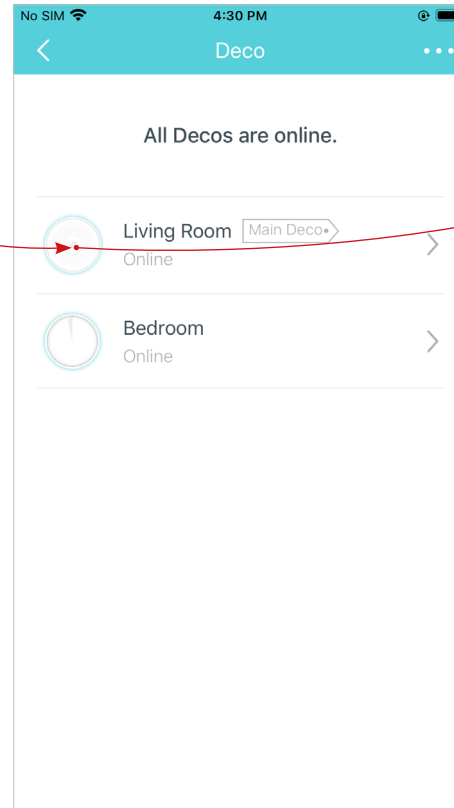 No SIM 4:30 PM
Deco
All Decos are online.
Living Room Main Deco
Online
Bedroom
Online